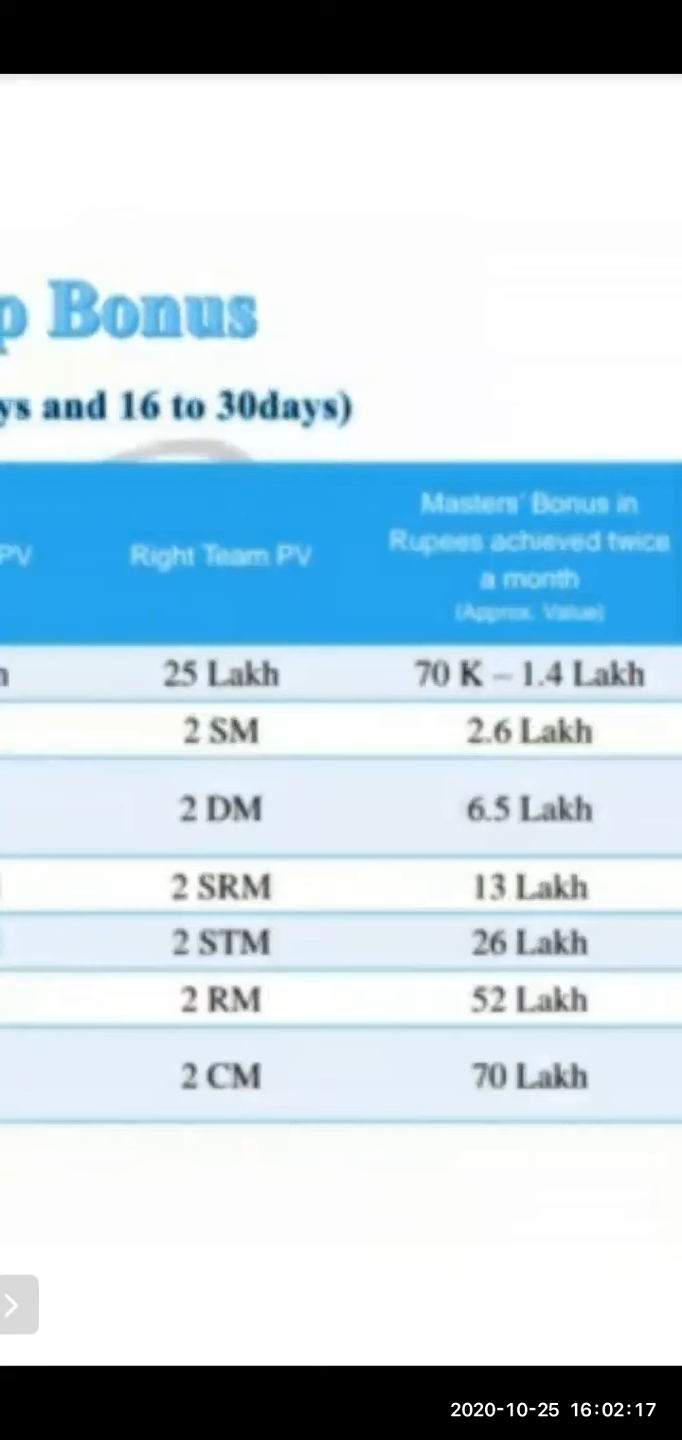 p Bonus
ys and 16 to 30days)
PV
Right Team PV
Masters' Bonus in
Rupees achieved twice
a month
(Approx. Value)
25 Lakh
70 K – 1.4 Lakh
2 SM
2.6 Lakh
2 DM
6.5 Lakh
2 SRM
13 Lakh
2 STM
26 Lakh
2 RM
52 Lakh
2 CM
70 Lakh
2020-10-25 16:02:17